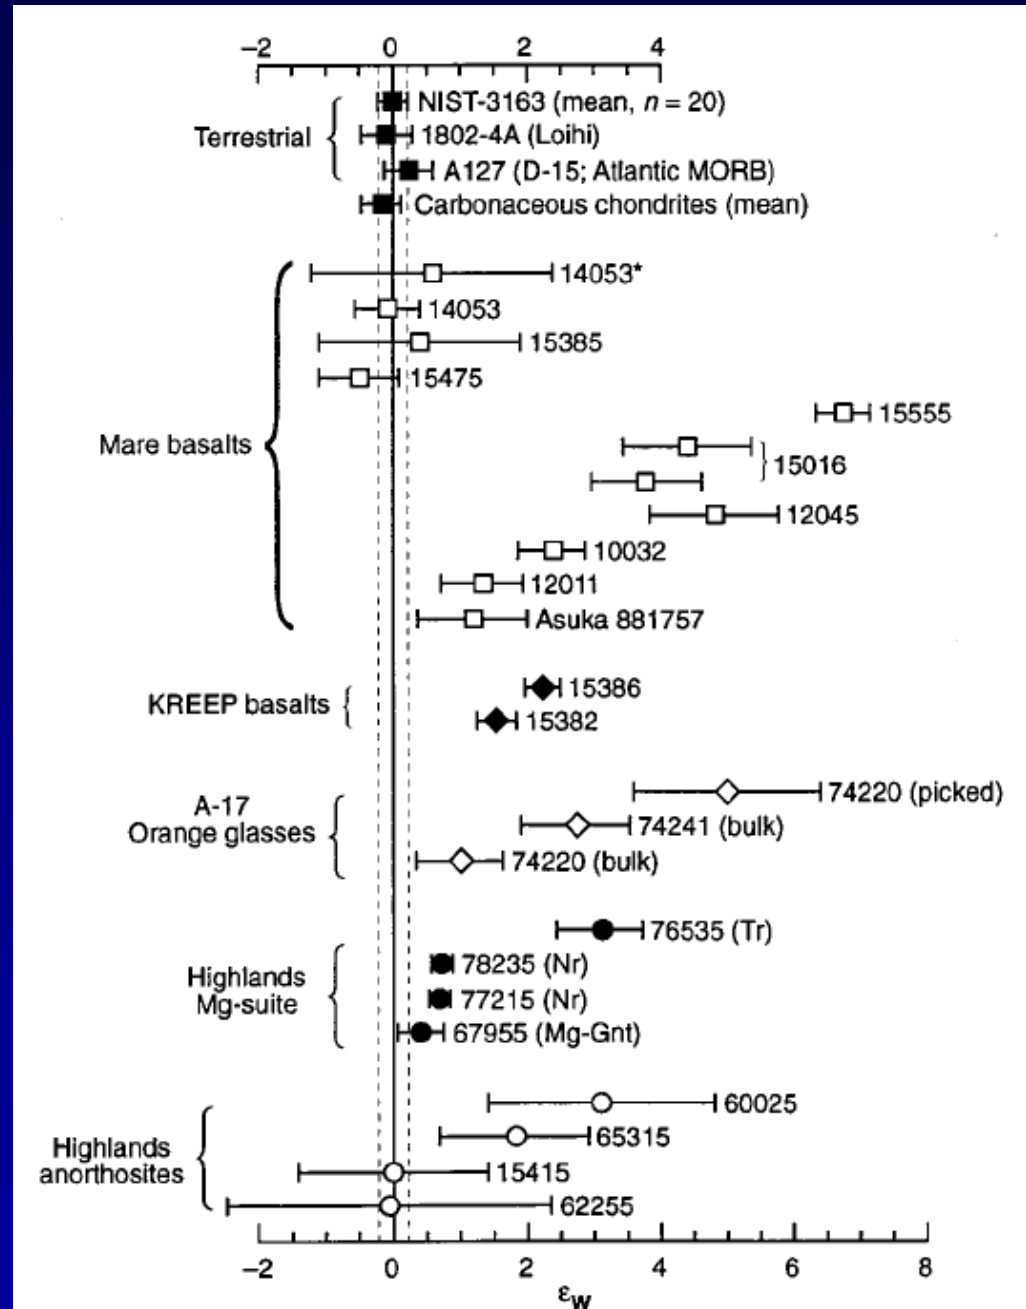 −2 0 2 4
NIST-3163 (mean, n = 20)
Terrestrial
1802-4A (Loihi)
A127 (D-15; Atlantic MORB)
Carbonaceous chondrites (mean)
14053*
14053
15385
15475
15555
Mare basalts
15016
12045
10032
12011
Asuka 881757
KREEP basalts
15386
15382
A-17
Orange glasses
74220 (picked)
74241 (bulk)
74220 (bulk)
76535 (Tr)
Highlands
Mg-suite
78235 (Nr)
77215 (Nr)
67955 (Mg-Gnt)
60025
Highlands
anorthosites
65315
15415
62255
−2 0 2 4 6 8
εW